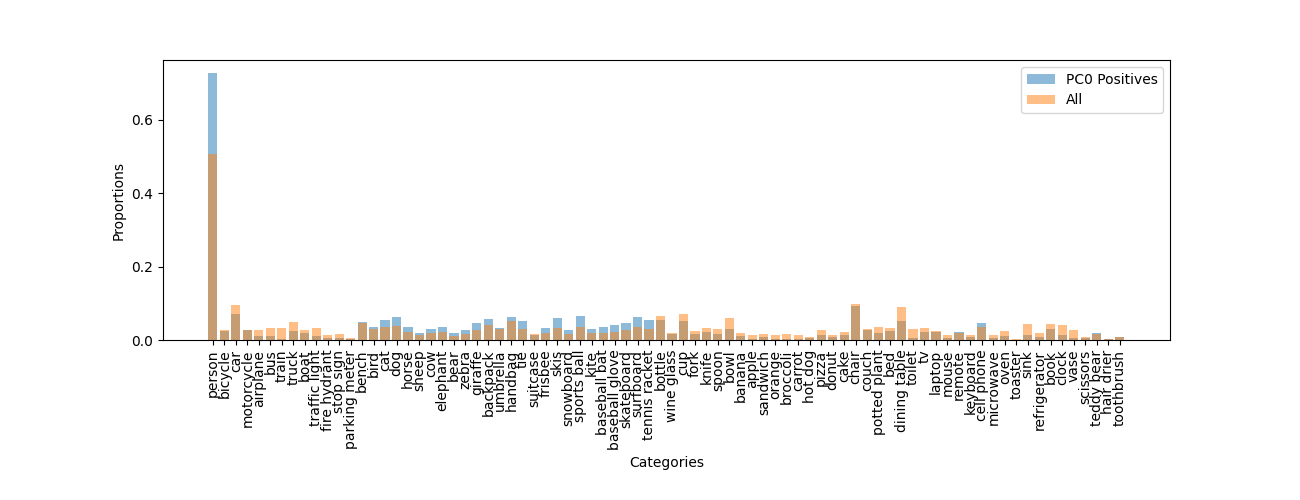 PC0 Positives
All
Proportions
0.6
0.4
0.2
0.0
person
bicycle
car
motorcycle
airplane
bus
train
truck
boat
traffic light
fire hydrant
stop sign
parking meter
bench
bird
cat
dog
horse
sheep
cow
elephant
bear
zebra
giraffe
backpack
umbrella
handbag
tie
suitcase
frisbee
skis
snowboard
sports ball
kite
baseball bat
baseball glove
skateboard
surfboard
tennis racket
bottle
wine glass
cup
fork
knife
spoon
bowl
banana
apple
sandwich
orange
broccoli
carrot
hot dog
pizza
donut
cake
chair
couch
potted plant
bed
dining table
toilet
tv
laptop
mouse
remote
keyboard
cell phone
microwave
oven
toaster
sink
refrigerator
book
clock
vase
scissors
teddy bear
hair drier
toothbrush
Categories